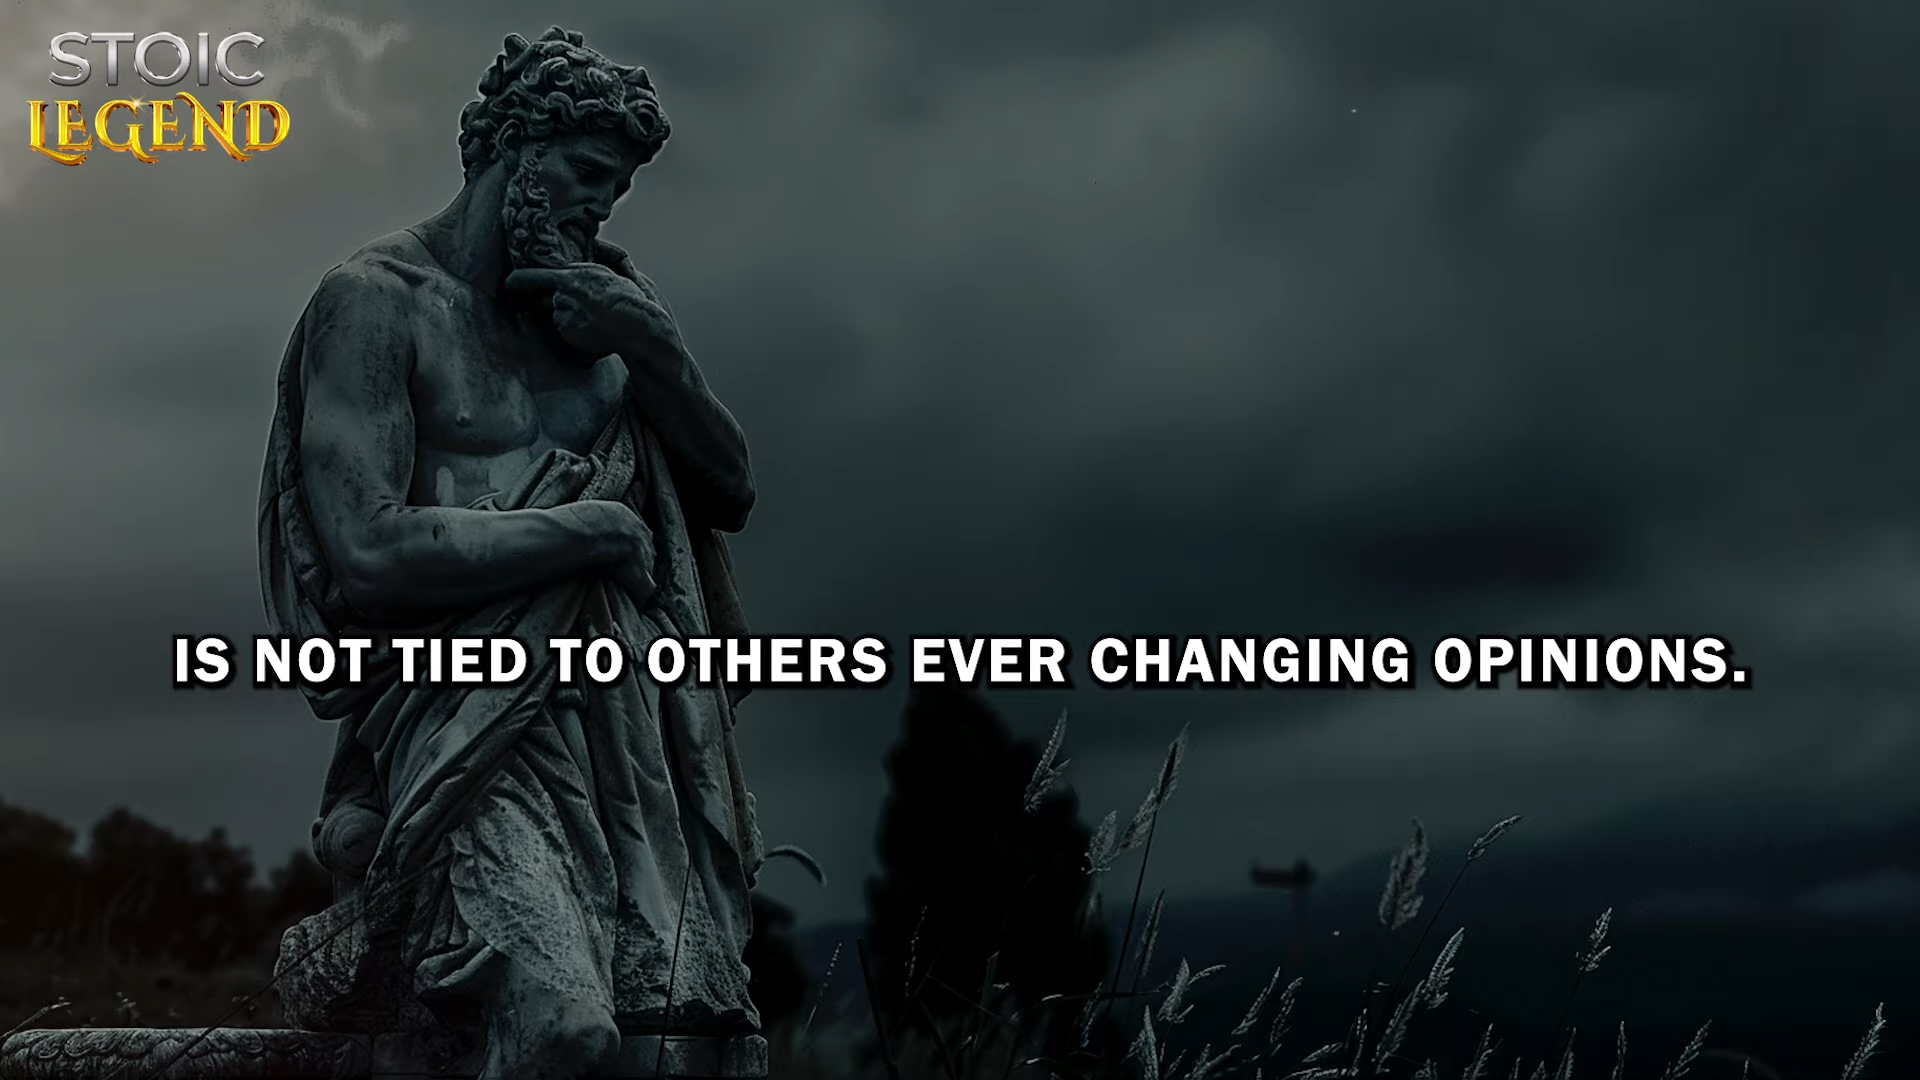 STOIC
LEGEND
IS NOT TIED TO OTHERS EVER CHANGING OPINIONS.